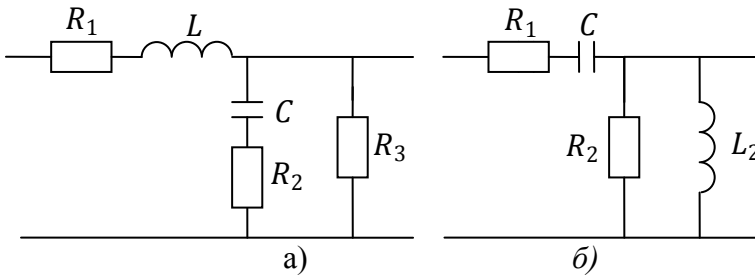 R₁ L
C
R₂
R₃
а)
R₁ C
R₂
L₂
б)